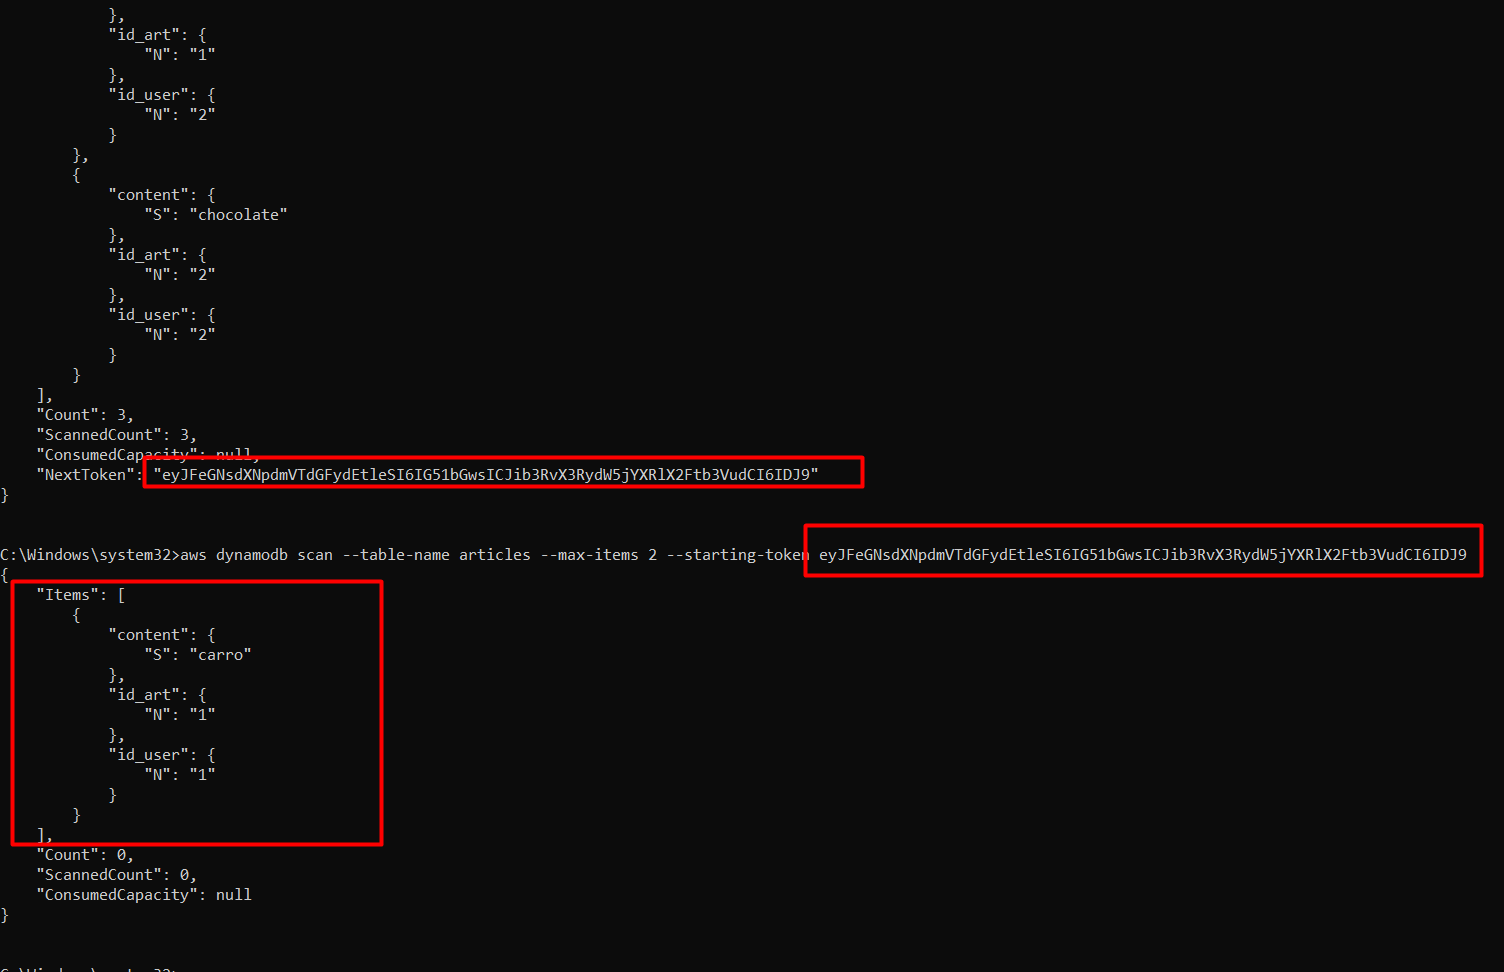 },
        "id_art": {
            "N": "1"
        },
        "id_user": {
            "N": "2"
        }
    },
    {
        "content": {
            "S": "chocolate"
        },
        "id_art": {
            "N": "2"
        },
        "id_user": {
            "N": "2"
        }
    }
],
"Count": 3,
"ScannedCount": 3,
"ConsumedCapacity": null,
"NextToken": "eyJFeGNsdXNpdmVTdGFydEtleSI6IG51bGwsICJib3RvX3RydW5jYXRlX2Ftb3VudCI6IDJ9"
}
C:\Windows\system32>aws dynamodb scan --table-name articles --max-items 2 --starting-token eyJFeGNsdXNpdmVTdGFydEtleSI6IG51bGwsICJib3RvX3RydW5jYXRlX2Ftb3VudCI6IDJ9
{
    "Items": [
        {
            "content": {
                "S": "carro"
            },
            "id_art": {
                "N": "1"
            },
            "id_user": {
                "N": "1"
            }
        }
    ],
    "Count": 0,
    "ScannedCount": 0,
    "ConsumedCapacity": null
}